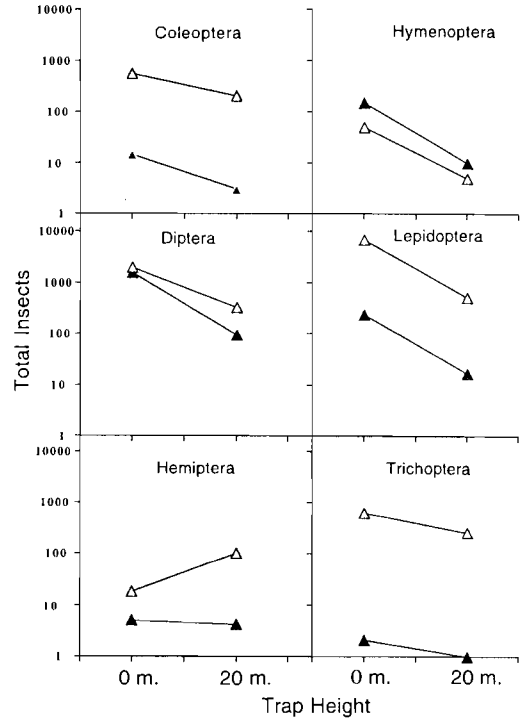 Coleoptera
Hymenoptera
10000
1000
100
10
1
Diptera
Lepidoptera
10000
1000
100
10
1
Hemiptera
Trichoptera
10000
1000
100
10
1
0 m.
20 m.
0 m.
20 m.
Trap Height
Total Insects